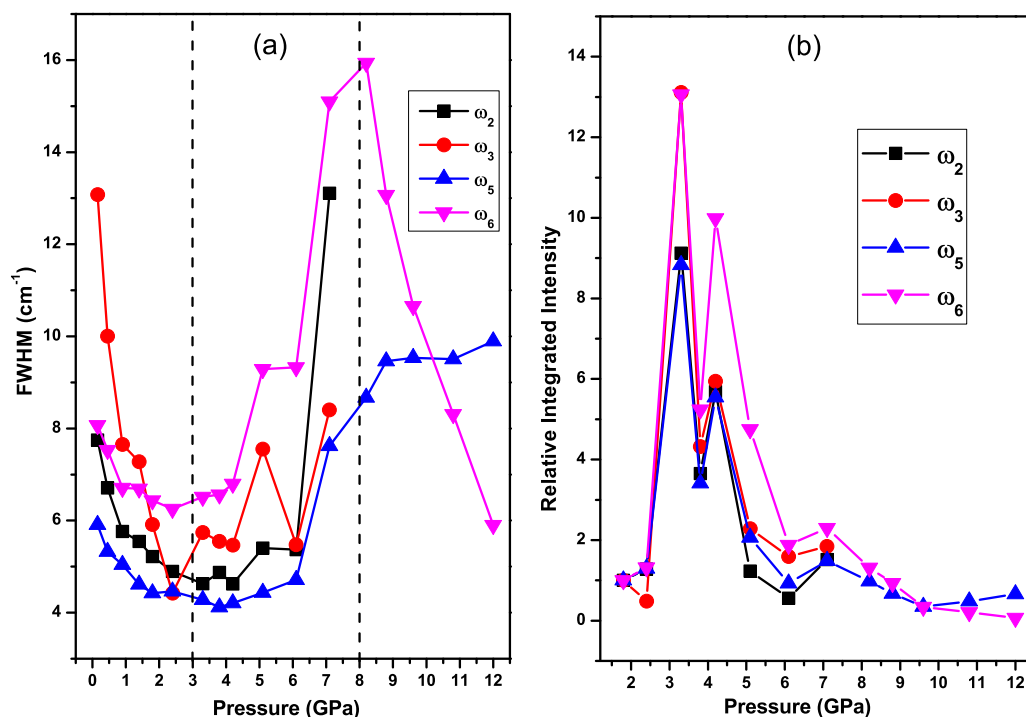 (a)
FWHM (cm⁻¹)
16
14
12
10
8
6
4
ω₂
ω₃
ω₅
ω₆
0 1 2 3 4 5 6 7 8 9 10 11 12
Pressure (GPa)
(b)
Relative Integrated Intensity
14
12
10
8
6
4
2
0
ω₂
ω₃
ω₅
ω₆
2 3 4 5 6 7 8 9 10 11 12
Pressure (GPa)